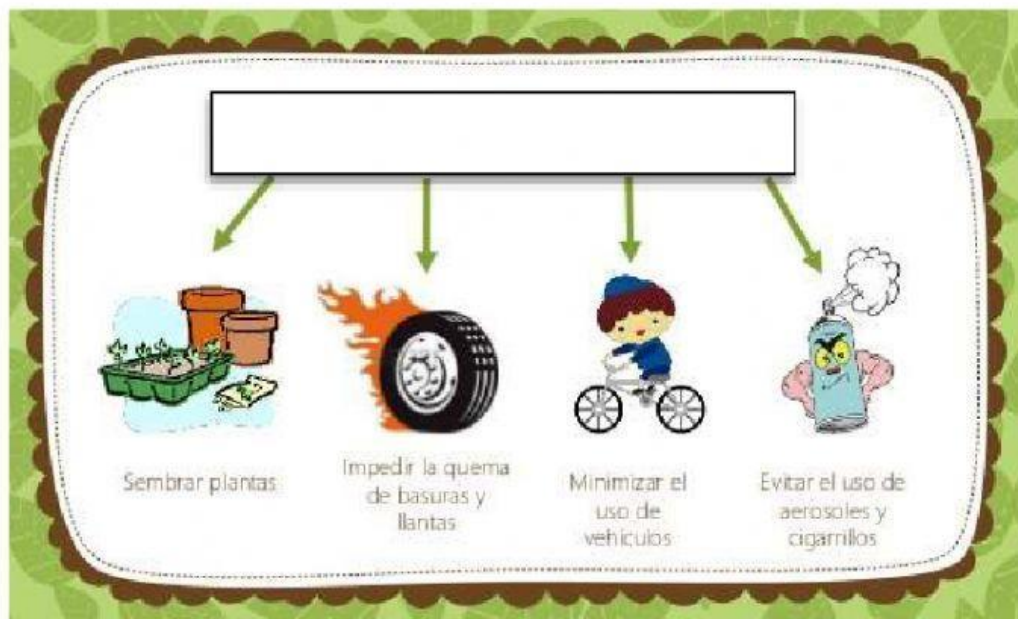 Sembrar plantas
Impedir la quema
de basuras y
llantas
Minimizar el
uso de
vehículos
Evitar el uso de
aerosoles y
cigarrillos